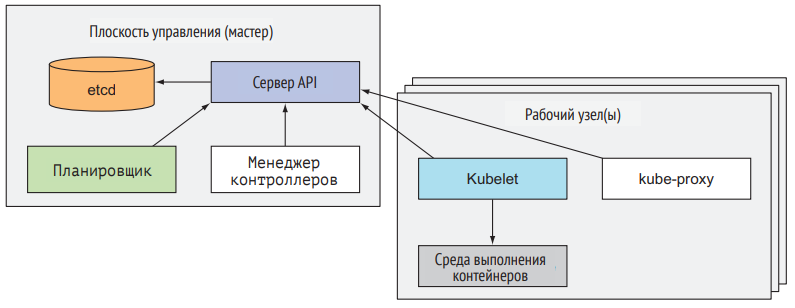 Плоскость управления (мастер)
etcd
Сервер API
Планировщик
Менеджер
контроллеров
Рабочий узел(ы)
Kubelet
kube-proxy
Среда выполнения
контейнеров